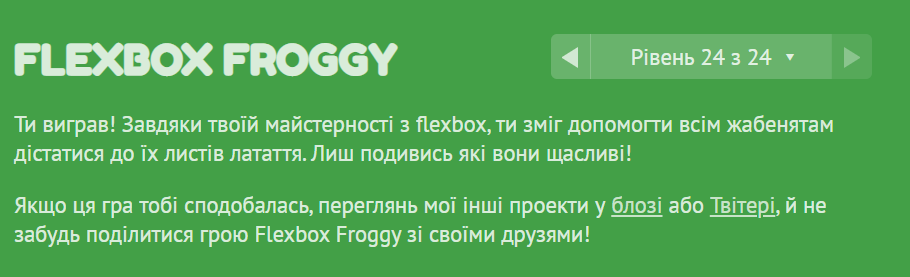 FLEXBOX FROGGY
Рівень 24 з 24
Ти виграв! Завдяки твоїй майстерності з flexbox, ти зміг допомогти всім жабенятам
дістатися до їх листів латаття. Лиш подивись які вони щасливі!
Якщо ця гра тобі сподобалась, переглянь мої інші проекти у блозі або Твітері, й не
забудь поділитися грою Flexbox Froggy зі своїми друзями!